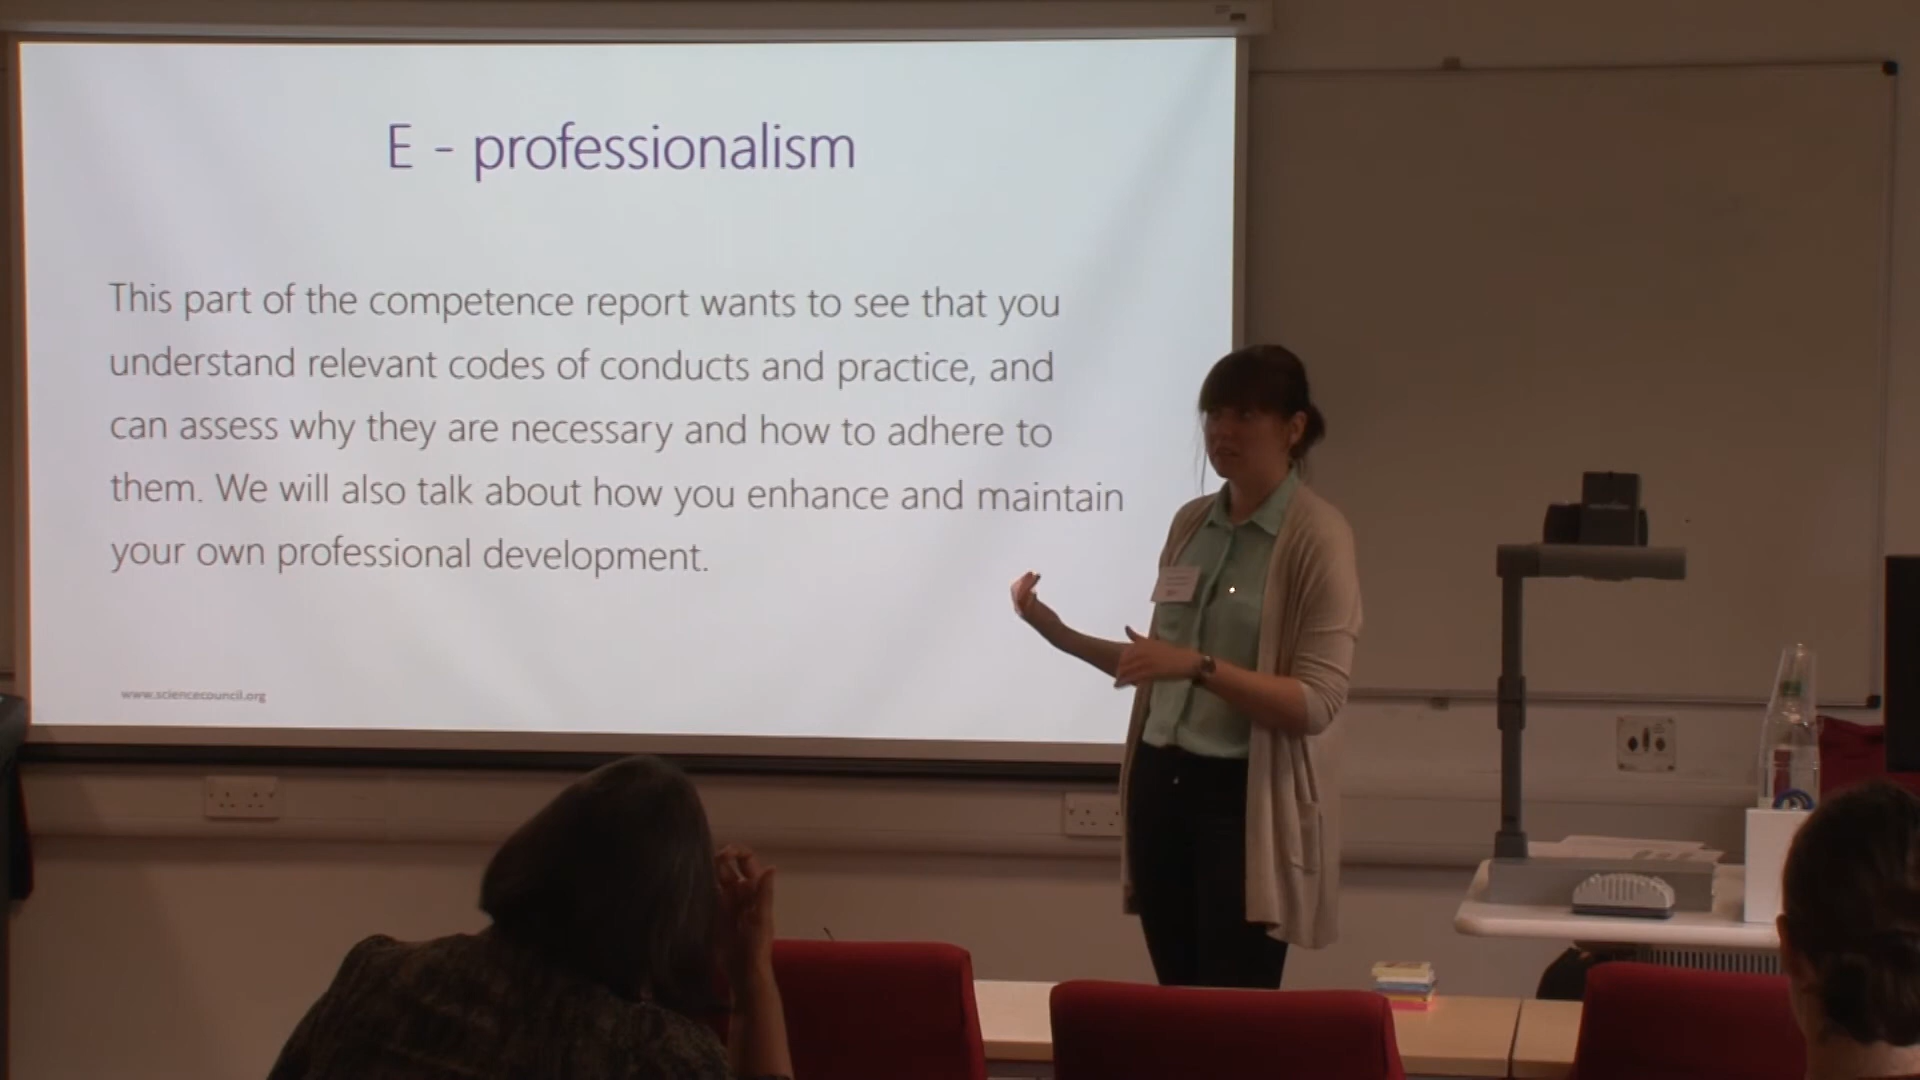 E - professionalism
This part of the competence report wants to see that you
understand relevant codes of conducts and practice, and
can assess why they are necessary and how to adhere to
them. We will also talk about how you enhance and maintain
your own professional development.
www.sciencecouncil.org